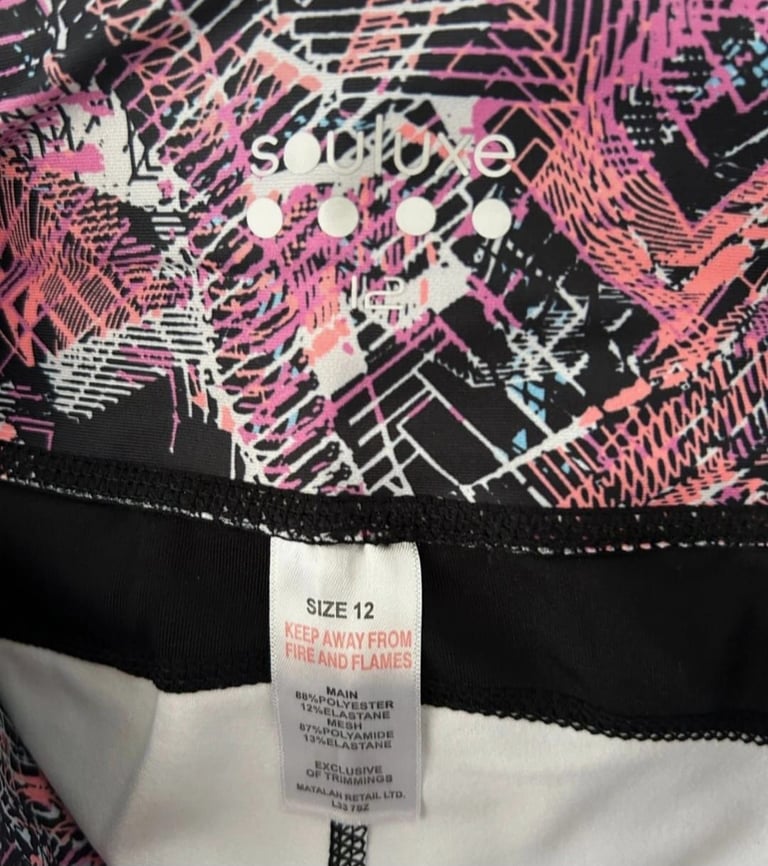 souluxe
12
SIZE 12
KEEP AWAY FROM
FIRE AND FLAMES
MAIN
88%POLYESTER
12%ELASTANE
MESH
87%POLYAMIDE
13%ELASTANE
EXCLUSIVE
OF TRIMMINGS
MATALAN RETAIL LTD.
L33 7SZ